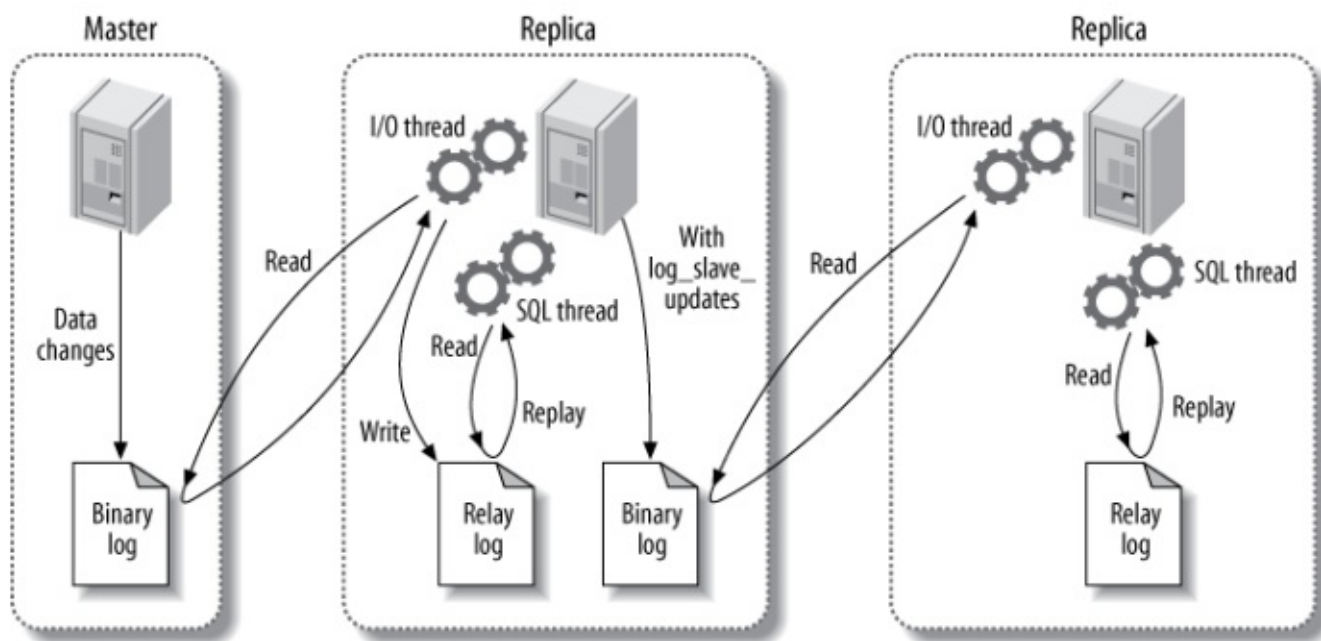 Master
Data
changes
Binary
log
Read
Replica
I/O thread
SQL thread
Read
Replay
Write
Relay
log
With
log_slave_
updates
Binary
log
Read
Replica
I/O thread
SQL thread
Read
Replay
Relay
log